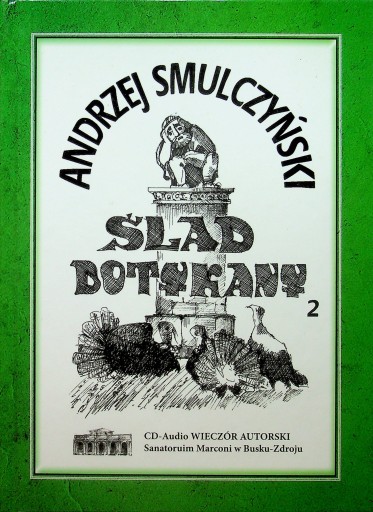 ANDRZEJ SMULCZYŃSKI
ŚLAD
DOTYKANY
2
CD-Audio WIECZÓR AUTORSKI
Sanatoruim Marconi w Busku-Zdroju